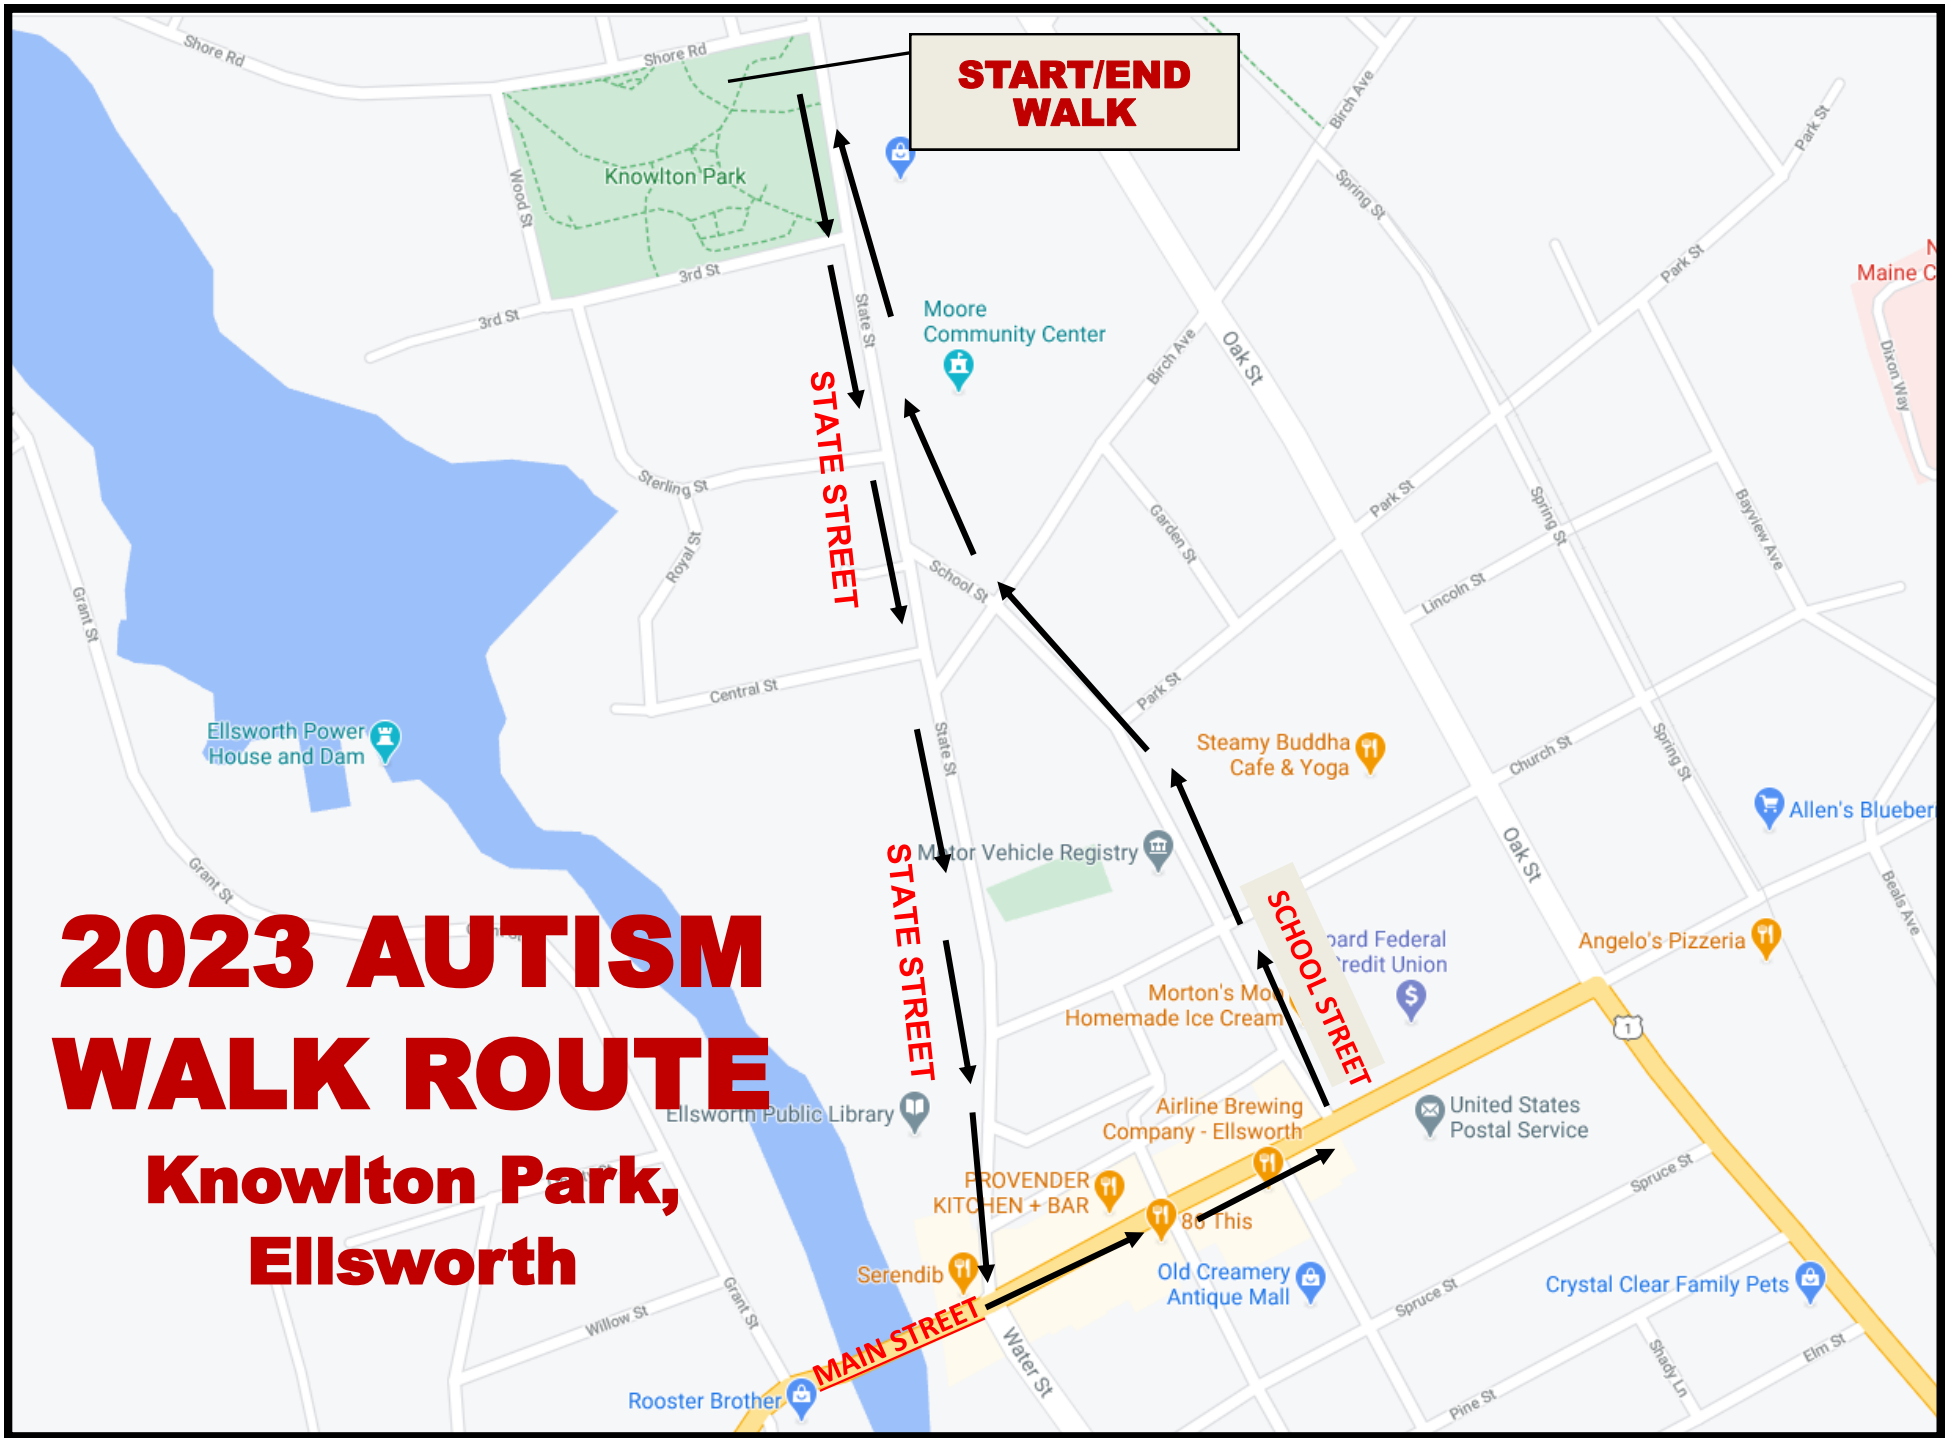 START/END
WALK
Shore Rd
Shore Rd
Birch Ave
Park St
Knowlton Park
Wood St
Spring St
3rd St
3rd St
State St
Park St
Maine C
Moore
Community Center
Birch Ave
Oak St
Dixon Way
STATE STREET
Sterling St
Royal St
Garden St
Park St
Spring St
Bayview Ave
School St
Lincoln St
Grant St
Central St
Park St
State St
Ellsworth Power
House and Dam
Steamy Buddha
Cafe & Yoga
Church St
Spring St
Allen's Blueber
Motor Vehicle Registry
Oak St
Grant St
STATE STREET
SCHOOL STREET
Beals Ave
2023 AUTISM
WALK ROUTE
Knowlton Park,
Ellsworth
oard Federal
Credit Union
Angelo's Pizzeria
Morton's Moo
Homemade Ice Cream
1
Ellsworth Public Library
Airline Brewing
Company - Ellsworth
United States
Postal Service
PROVENDER
KITCHEN + BAR
86 This
Spruce St
Serendib
Old Creamery
Antique Mall
Spruce St
Crystal Clear Family Pets
Willow St
Grant St
MAIN STREET
Water St
Shady Ln
Elm St
Rooster Brother
Pine St